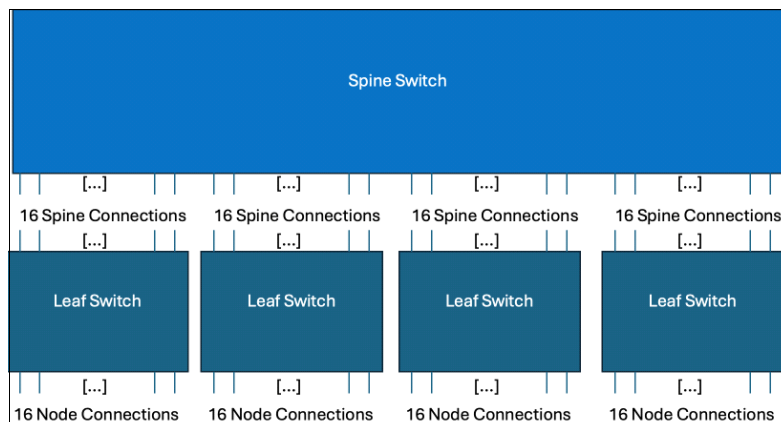 Spine Switch
[...] [...] [...] [...]
16 Spine Connections 16 Spine Connections 16 Spine Connections 16 Spine Connections
[...] [...] [...] [...]
Leaf Switch Leaf Switch Leaf Switch Leaf Switch
[...] [...] [...] [...]
16 Node Connections 16 Node Connections 16 Node Connections 16 Node Connections